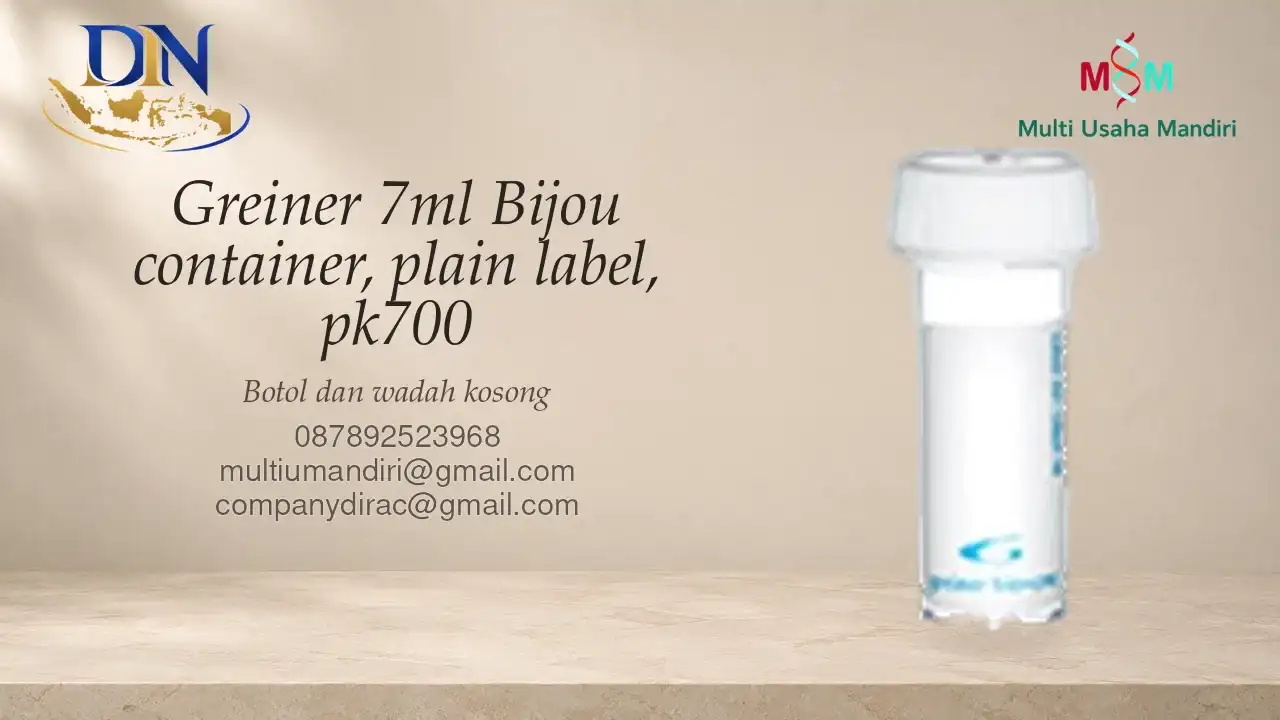 DN
M M
Multi Usaha Mandiri
Greiner 7ml Bijou
container, plain label,
pk700
Botol dan wadah kosong
087892523968
multiumandiri@gmail.com
companydirac@gmail.com